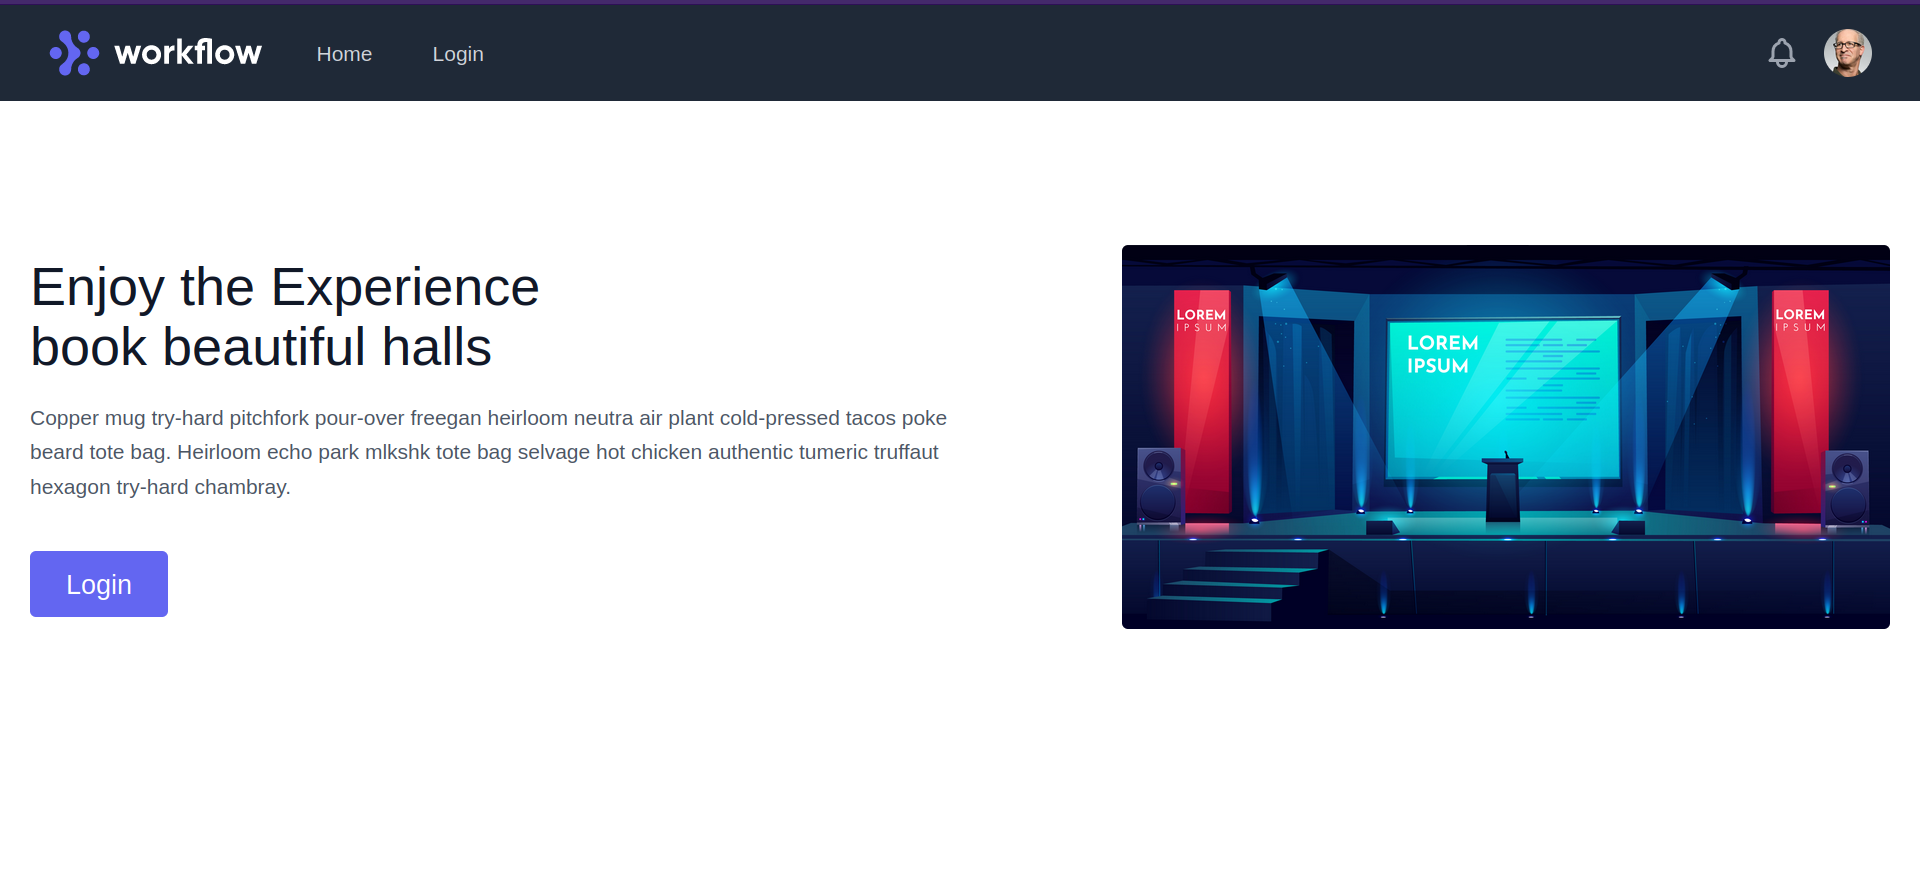 workflow
Home
Login
Enjoy the Experience
book beautiful halls
Copper mug try-hard pitchfork pour-over freegan heirloom neutra air plant cold-pressed tacos poke
beard tote bag. Heirloom echo park mlkshk tote bag selvage hot chicken authentic tumeric truffaut
hexagon try-hard chambray.
Login
LOREM
IPSUM
LOREM
IPSUM
LOREM
IPSUM